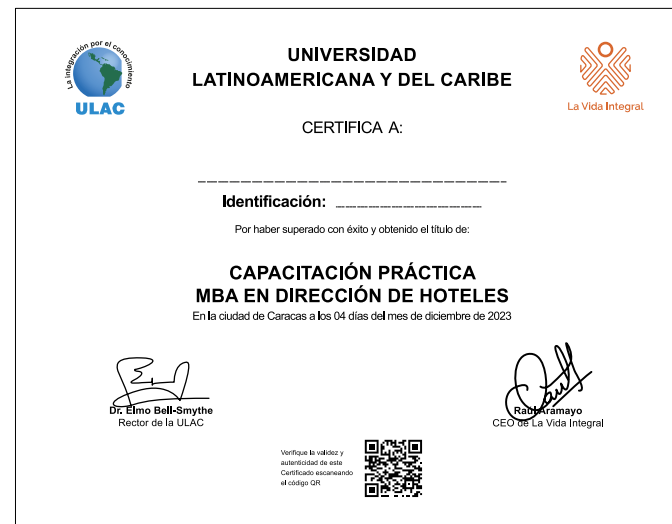 La integración por el conocimiento
ULAC
UNIVERSIDAD
LATINOAMERICANA Y DEL CARIBE
La Vida Integral
CERTIFICA A:
Identificación:
Por haber superado con éxito y obtenido el título de:
CAPACITACIÓN PRÁCTICA
MBA EN DIRECCIÓN DE HOTELES
En la ciudad de Caracas a los 04 días del mes de diciembre de 2023
Dr. Elmo Bell-Smythe
Rector de la ULAC
Raúl Aramayo
CEO de La Vida Integral
Verifique la validez y
autenticidad de este
Certificado escaneando
el código QR